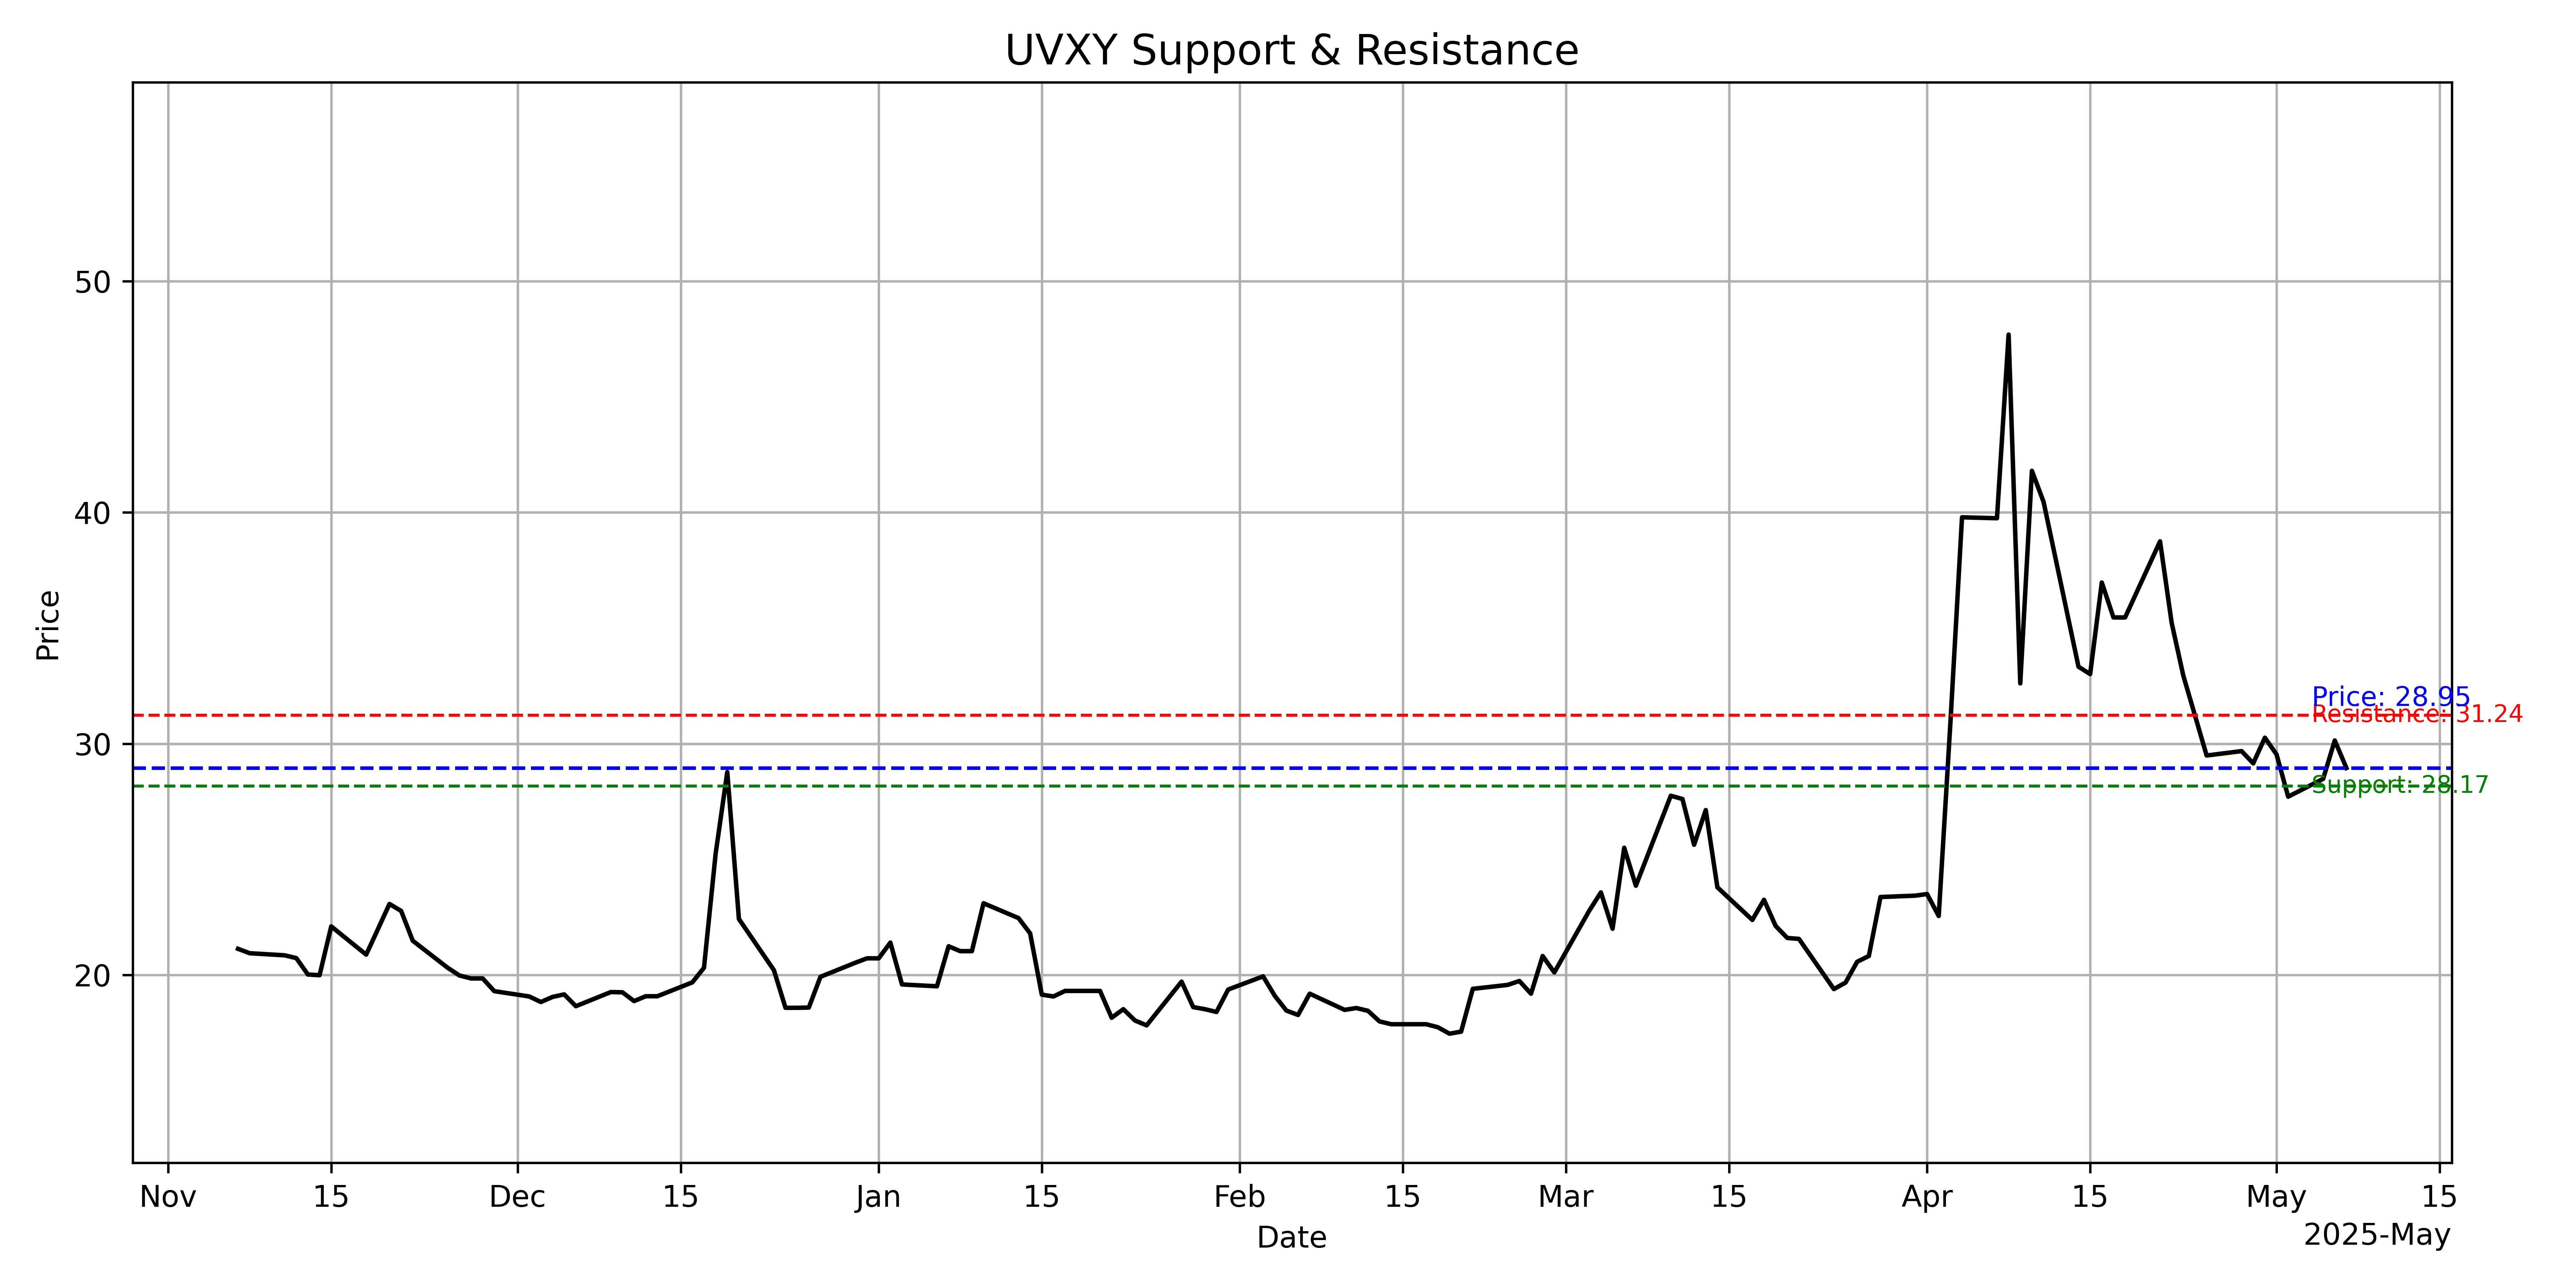 UVXY Support & Resistance
Price
50
40
30
20
Price: 28.95
Resistance: 31.24
Support: 28.17
Nov 15 Dec 15 Jan 15 Feb 15 Mar 15 Apr 15 May 15
Date
2025-May